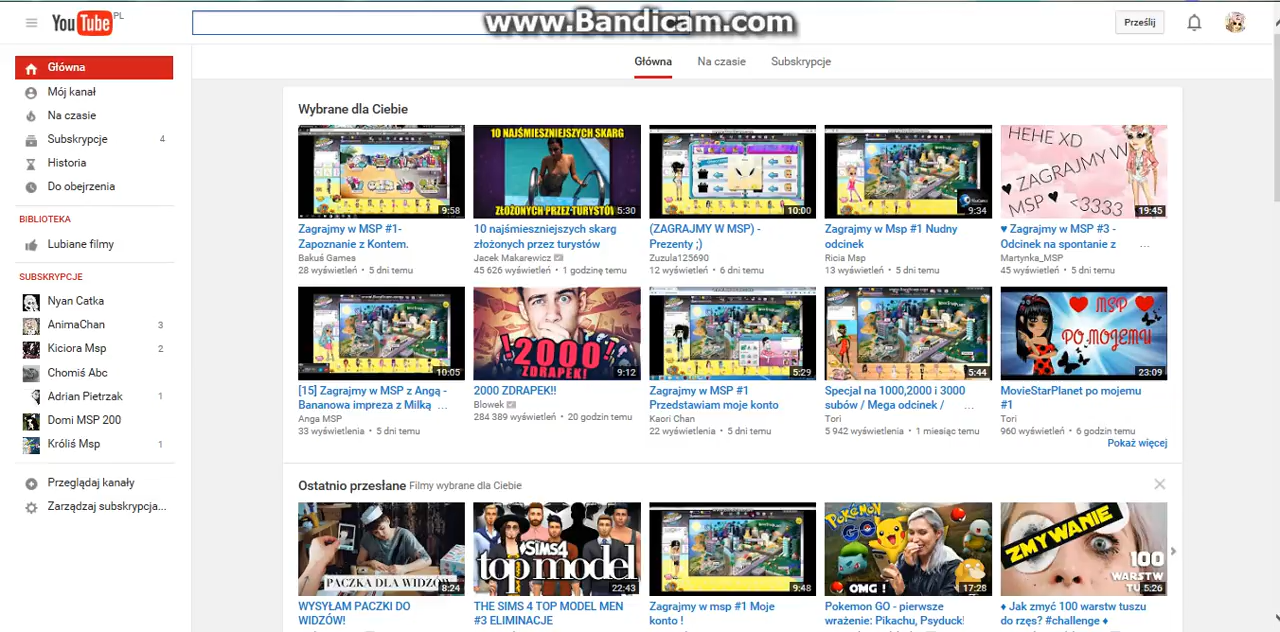 YouTube PL
www.Bandicam.com
Prześlij
Główna
Mój kanał
Na czasie
Subskrypcje 4
Historia
Do obejrzenia
BIBLIOTEKA
Lubiane filmy
SUBSKRYPCJE
Nyan Catka
AnimaChan 3
Kiciora Msp 2
Chomiś Abc
Adrian Pietrzak 1
Domi MSP 200
Króliś Msp 1
Przeglądaj kanały
Zarządzaj subskrypcja...
Główna Na czasie Subskrypcje
Wybrane dla Ciebie
9:58
Zagrajmy w MSP #1-
Zapoznanie z Kontem.
Bakuś Games
28 wyświetleń • 5 dni temu
10 NAJŚMIESZNIEJSZYCH SKARG
ZŁOŻONYCH PRZEZ TURYSTÓW
5:30
10 najśmieszniejszych skarg
złożonych przez turystów
Jacek Makarewicz
45 626 wyświetleń • 1 godzinę temu
10:00
(ZAGRAJMY W MSP) -
Prezenty ;)
Zuzula125690
12 wyświetleń • 6 dni temu
9:34
Zagrajmy w Msp #1 Nudny
odcinek
Ricia Msp
13 wyświetleń • 5 dni temu
HEHE XD
ZAGRAJMY W
MSP ♥ <3333
19:45
♥ Zagrajmy w MSP #3 -
Odcinek na spontanie z ...
Martynka_MSP
45 wyświetleń • 5 dni temu
10:05
[15] Zagrajmy w MSP z Angą -
Bananowa impreza z Milką ...
Anga MSP
33 wyświetlenia • 5 dni temu
!2000!
ZDRAPEK!
9:12
2000 ZDRAPEK!!
Blowek
284 389 wyświetleń • 20 godzin temu
5:29
Zagrajmy w MSP #1
Przedstawiam moje konto
Kaori Chan
22 wyświetlenia • 5 dni temu
5:44
Specjal na 1000,2000 i 3000
subów / Mega odcinek / ...
Tori
5 942 wyświetlenia • 1 miesiąc temu
MSP
PO MOJEMU
23:09
MovieStarPlanet po mojemu
#1
Tori
960 wyświetleń • 6 godzin temu
Pokaż więcej
Ostatnio przesłane Filmy wybrane dla Ciebie
PACZKA DLA WIDZÓW
8:24
WYSYŁAM PACZKI DO
WIDZÓW!
SIMS4
top model
22:43
THE SIMS 4 TOP MODEL MEN
#3 ELIMINACJE
9:48
Zagrajmy w msp #1 Moje
konto !
POKÉMON
GO
OMG !
17:28
Pokemon GO - pierwsze
wrażenie: Pikachu, Psyduck!
ZMYWANIE
100
WARSTW
5:26
♦ Jak zmyć 100 warstw tuszu
do rzęs? #challenge ♦